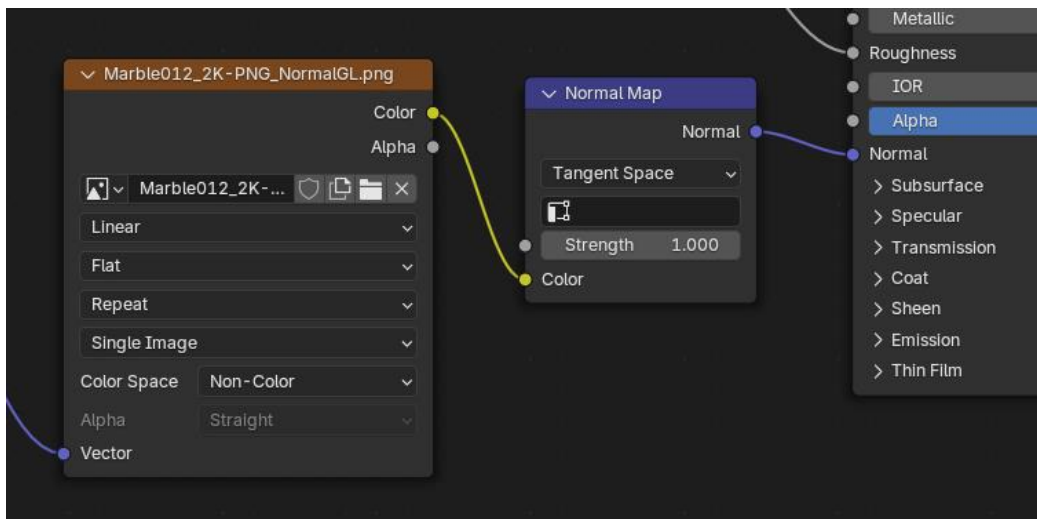 Marble012_2K-PNG_NormalGL.png
Color
Alpha
Marble012_2K-...
Linear
Flat
Repeat
Single Image
Color Space Non-Color
Alpha Straight
Vector
Normal Map
Normal
Tangent Space
Strength 1.000
Color
Metallic
Roughness
IOR
Alpha
Normal
Subsurface
Specular
Transmission
Coat
Sheen
Emission
Thin Film